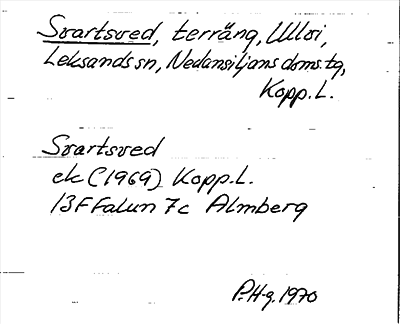 Svartsved, terräng, Ullvi,
Leksands sn, Nedansiljans doms. tg,
Kopp. L.
Svartsved
ek (1969) Kopp. L.
13F Falun 7c Almberg
P.H-g. 1970